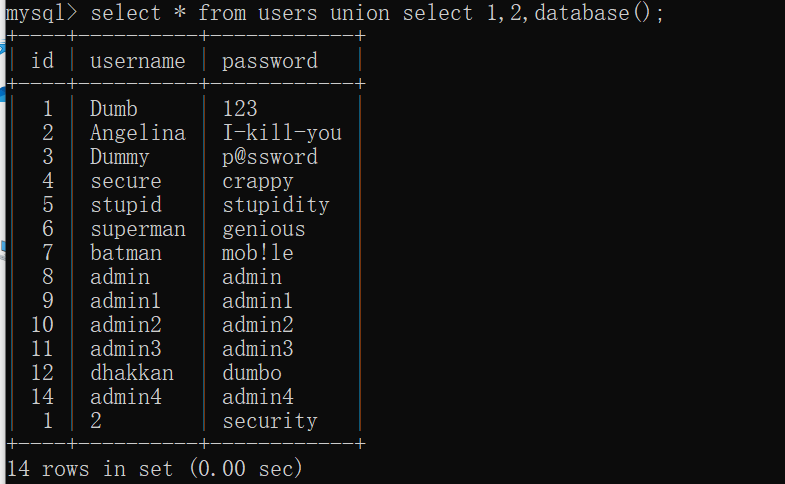 mysql> select * from users union select 1,2,database();
+----+----------+------------+
| id | username | password   |
+----+----------+------------+
|  1 | Dumb     | 123        |
|  2 | Angelina | I-kill-you |
|  3 | Dummy    | p@ssword   |
|  4 | secure   | crappy     |
|  5 | stupid   | stupidity  |
|  6 | superman | genious    |
|  7 | batman   | mob!le     |
|  8 | admin    | admin      |
|  9 | admin1   | admin1     |
| 10 | admin2   | admin2     |
| 11 | admin3   | admin3     |
| 12 | dhakkan  | dumbo      |
| 14 | admin4   | admin4     |
|  1 | 2        | security   |
+----+----------+------------+
14 rows in set (0.00 sec)